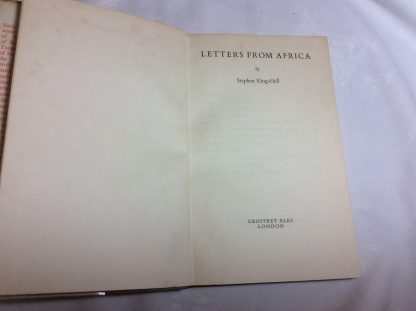 LETTERS FROM AFRICA
by
Stephen King-Hall
GEOFFREY BLES
LONDON